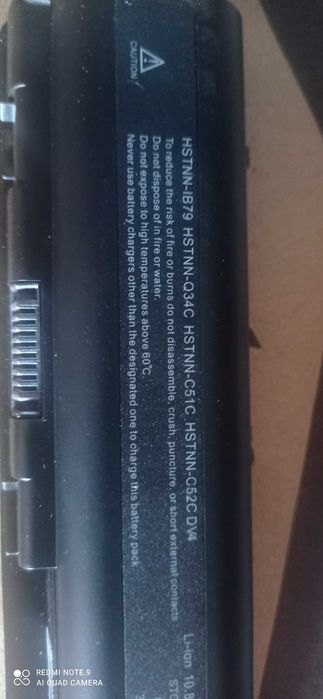 HSTNN-IB79 HSTNN-Q34C HSTNN-C51C HSTNN-C52C DV4
Li-ion 10.8
To reduce the risk of fire or burns do not disassemble, crush, puncture, or short external contacts
Do not dispose of in fire or water.
Do not expose to high temperatures above 60℃.
Never use battery chargers other than the designated one to charge this battery pack
CAUTION:
REDMI NOTE 9
AI QUAD CAMERA